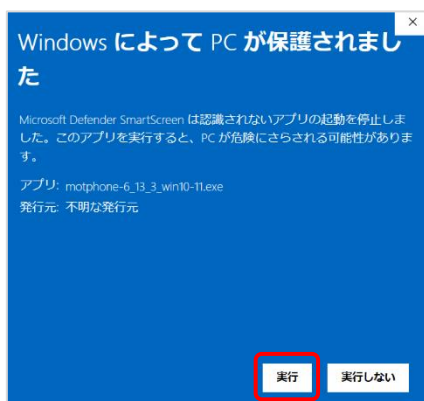 Windows によって PC が保護されまし
た
Microsoft Defender SmartScreen は認識されないアプリの起動を停止しま
した。このアプリを実行すると、PC が危険にさらされる可能性がありま
す。
アプリ: motphone-6_13_3_win10-11.exe
発行元: 不明な発行元
実行 実行しない